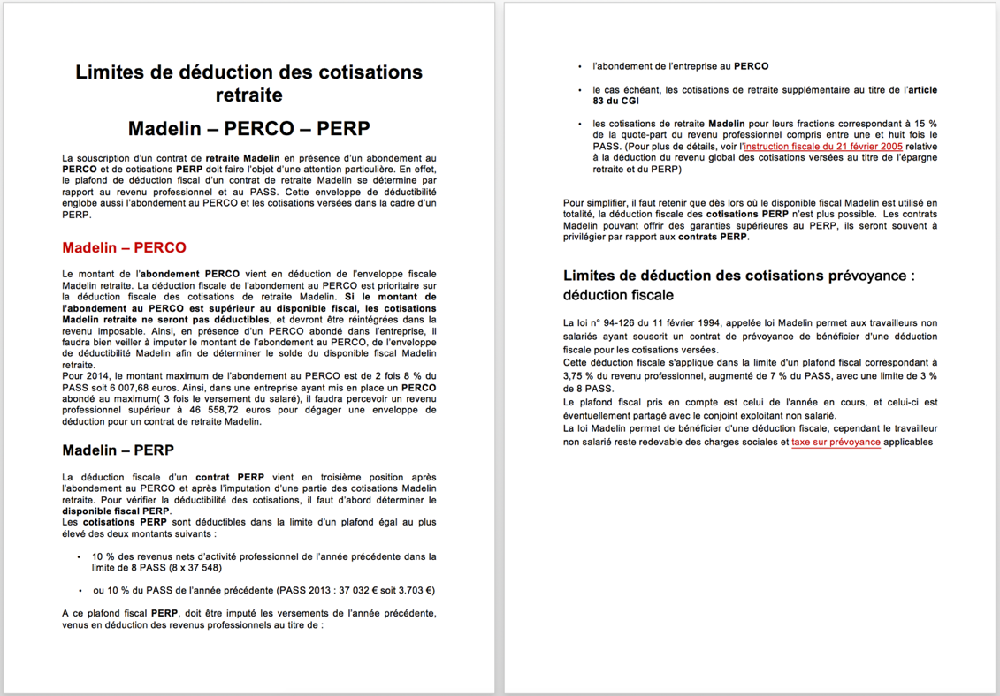 Limites de déduction des cotisations
retraite
Madelin – PERCO – PERP
La souscription d’un contrat de retraite Madelin en présence d’un abondement au
PERCO et de cotisations PERP doit faire l’objet d’une attention particulière. En effet,
le plafond de déduction fiscal d’un contrat de retraite Madelin se détermine par
rapport au revenu professionnel et au PASS. Cette enveloppe de déductibilité
englobe aussi l’abondement au PERCO et les cotisations versées dans la cadre d’un
PERP.
Madelin – PERCO
Le montant de l’abondement PERCO vient en déduction de l’enveloppe fiscale
Madelin retraite. La déduction fiscale de l’abondement au PERCO est prioritaire sur
la déduction fiscale des cotisations de retraite Madelin. Si le montant de
l’abondement au PERCO est supérieur au disponible fiscal, les cotisations
Madelin retraite ne seront pas déductibles, et devront être réintégrées dans la
revenu imposable. Ainsi, en présence d’un PERCO abondé dans l’entreprise, il
faudra bien veiller à imputer le montant de l’abondement au PERCO, de l’enveloppe
de déductibilité Madelin afin de déterminer le solde du disponible fiscal Madelin
retraite.
Pour 2014, le montant maximum de l’abondement au PERCO est de 2 fois 8 % du
PASS soit 6 007,68 euros. Ainsi, dans une entreprise ayant mis en place un PERCO
abondé au maximum( 3 fois le versement du salaré), il faudra percevoir un revenu
professionnel supérieur à 46 558,72 euros pour dégager une enveloppe de
déduction pour un contrat de retraite Madelin.
Madelin – PERP
La déduction fiscale d’un contrat PERP vient en troisième position après
l’abondement au PERCO et après l’imputation d’une partie des cotisations Madelin
retraite. Pour vérifier la déductibilité des cotisations, il faut d’abord déterminer le
disponible fiscal PERP.
Les cotisations PERP sont déductibles dans la limite d’un plafond égal au plus
élevé des deux montants suivants :
• 10 % des revenus nets d’activité professionnel de l’année précédente dans la
limite de 8 PASS (8 x 37 548)
• ou 10 % du PASS de l’année précédente (PASS 2013 : 37 032 € soit 3.703 €)
A ce plafond fiscal PERP, doit être imputé les versements de l’année précédente,
venus en déduction des revenus professionnels au titre de :
• l’abondement de l’entreprise au PERCO
• le cas échéant, les cotisations de retraite supplémentaire au titre de l’article
83 du CGI
• les cotisations de retraite Madelin pour leurs fractions correspondant à 15 %
de la quote-part du revenu professionnel compris entre une et huit fois le
PASS. (Pour plus de détails, voir l’instruction fiscale du 21 février 2005 relative
à la déduction du revenu global des cotisations versées au titre de l’épargne
retraite et du PERP)
Pour simplifier, il faut retenir que dès lors où le disponible fiscal Madelin est utilisé en
totalité, la déduction fiscale des cotisations PERP n’est plus possible. Les contrats
Madelin pouvant offrir des garanties supérieures au PERP, ils seront souvent à
privilégier par rapport aux contrats PERP.
Limites de déduction des cotisations prévoyance :
déduction fiscale
La loi n° 94-126 du 11 février 1994, appelée loi Madelin permet aux travailleurs non
salariés ayant souscrit un contrat de prévoyance de bénéficier d'une déduction
fiscale pour les cotisations versées.
Cette déduction fiscale s'applique dans la limite d'un plafond fiscal correspondant à
3,75 % du revenu professionnel, augmenté de 7 % du PASS, avec une limite de 3 %
de 8 PASS.
Le plafond fiscal pris en compte est celui de l'année en cours, et celui-ci est
éventuellement partagé avec le conjoint exploitant non salarié.
La loi Madelin permet de bénéficier d'une déduction fiscale, cependant le travailleur
non salarié reste redevable des charges sociales et taxe sur prévoyance applicables